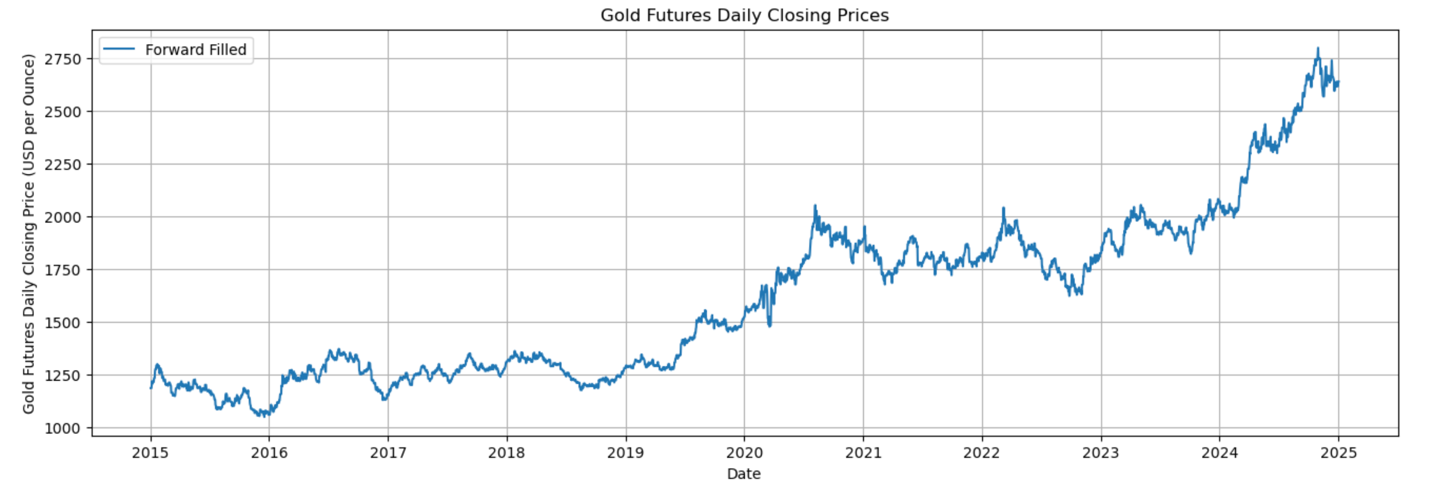 Gold Futures Daily Closing Prices
Forward Filled
Gold Futures Daily Closing Price (USD per Ounce)
2750
2500
2250
2000
1750
1500
1250
1000
2015 2016 2017 2018 2019 2020 2021 2022 2023 2024 2025
Date